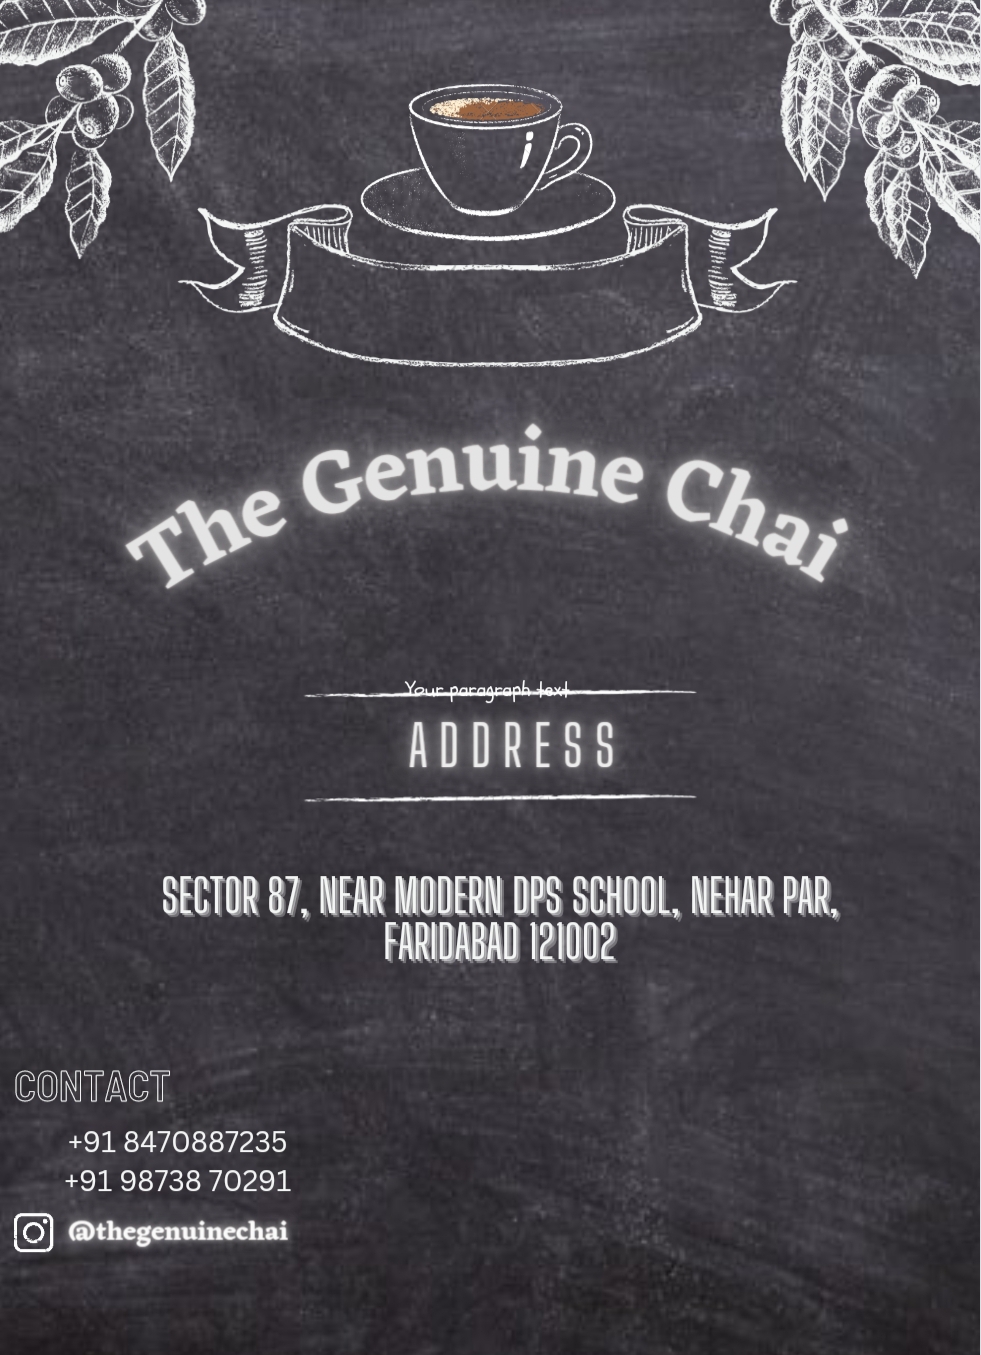 The Genuine Chai
Your paragraph text
ADDRESS
SECTOR 87, NEAR MODERN DPS SCHOOL, NEHAR PAR,
FARIDABAD 121002
CONTACT
+91 8470887235
+91 98738 70291
@thegenuinechai